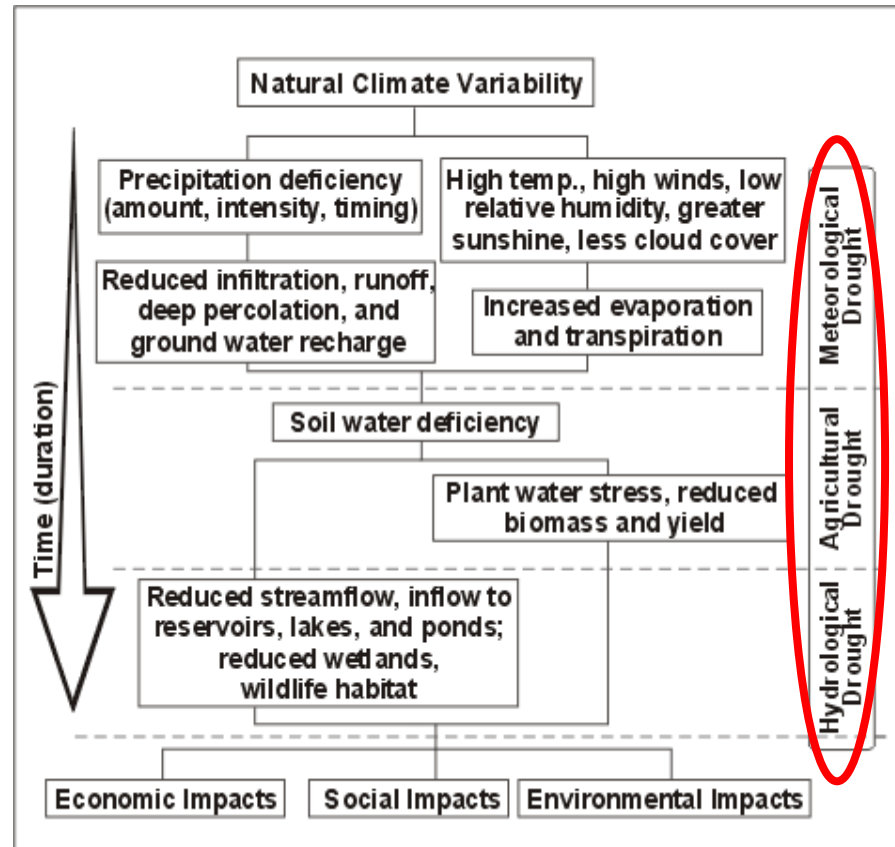 Natural Climate Variability
Precipitation deficiency
(amount, intensity, timing)
High temp., high winds, low
relative humidity, greater
sunshine, less cloud cover
Reduced infiltration, runoff,
deep percolation, and
ground water recharge
Increased evaporation
and transpiration
Soil water deficiency
Plant water stress, reduced
biomass and yield
Reduced streamflow, inflow to
reservoirs, lakes, and ponds;
reduced wetlands,
wildlife habitat
Economic Impacts
Social Impacts
Environmental Impacts
Time (duration)
Meteorological
Drought
Agricultural
Drought
Hydrological
Drought